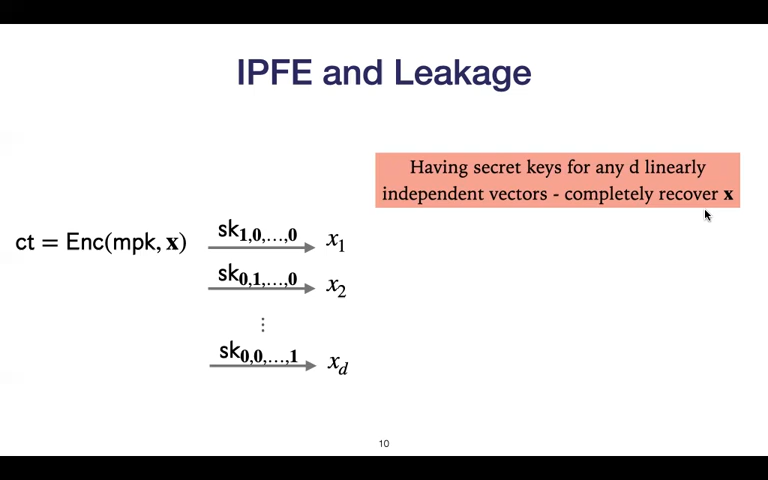 IPFE and Leakage
Having secret keys for any d linearly
independent vectors - completely recover x
ct = Enc(mpk, x)
sk1,0,…,0
x1
sk0,1,…,0
x2
⋮
sk0,0,…,1
xd
10